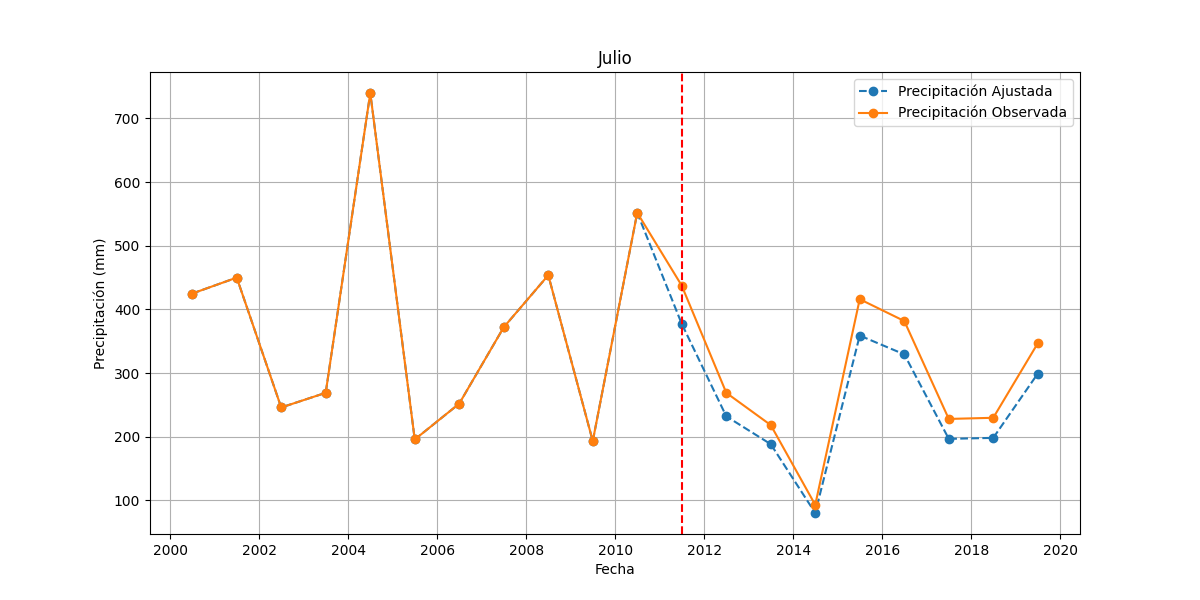 Julio
Precipitación Ajustada
Precipitación Observada
Precipitación (mm)
700
600
500
400
300
200
100
2000 2002 2004 2006 2008 2010 2012 2014 2016 2018 2020
Fecha